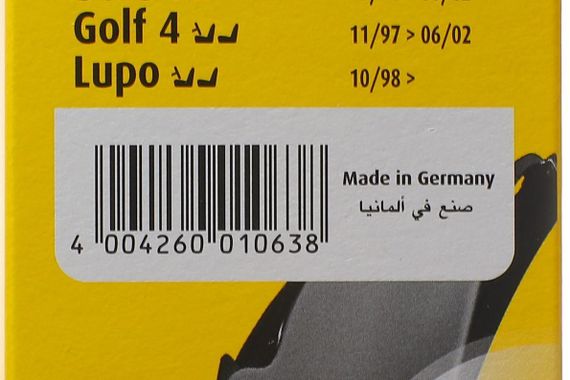 Golf 4
11/97 > 06/02
Lupo
10/98 >
Made in Germany
صنع في ألمانيا
4 004260 010638